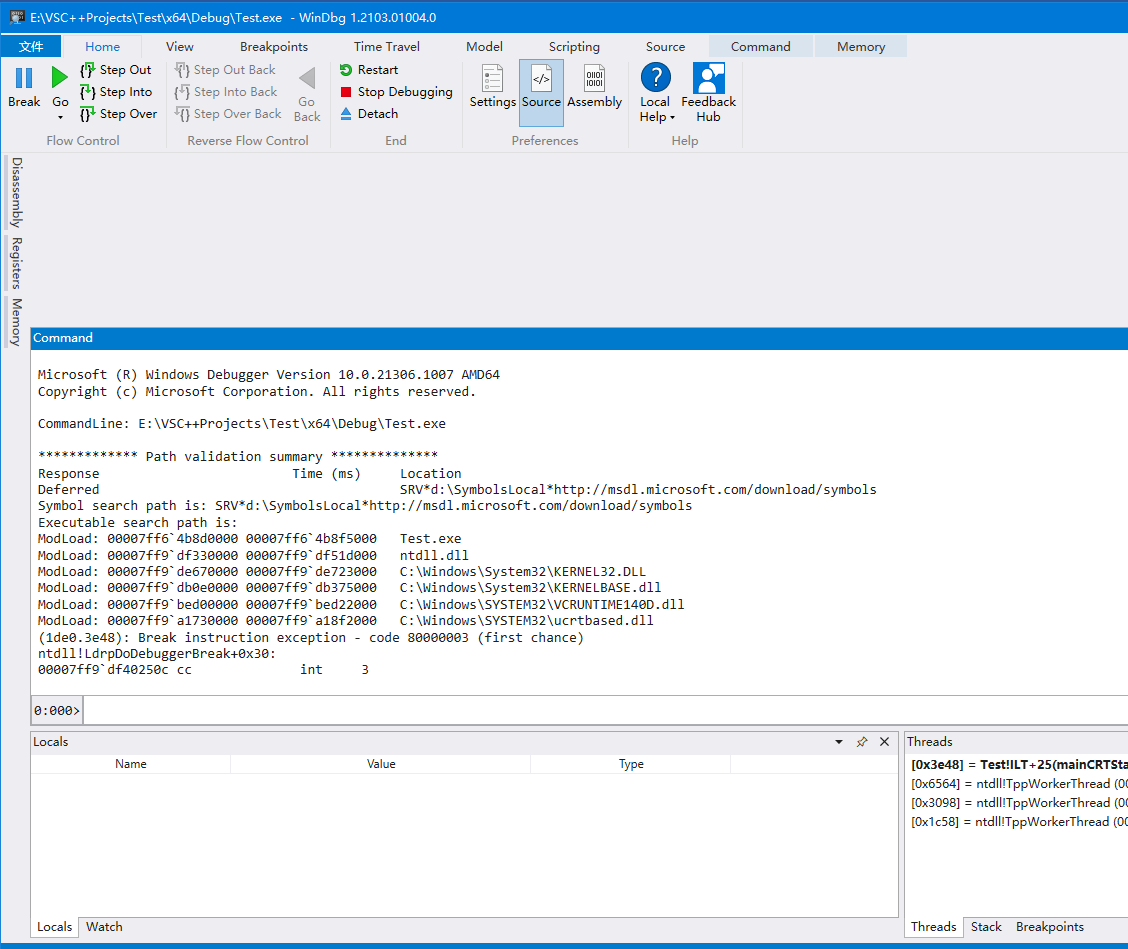 E:\VSC++Projects\Test\x64\Debug\Test.exe - WinDbg 1.2103.01004.0
文件 Home View Breakpoints Time Travel Model Scripting Source Command Memory
Break
Go
Step Out
Step Into
Step Over
Flow Control
Step Out Back
Step Into Back
Step Over Back
Go
Back
Reverse Flow Control
Restart
Stop Debugging
Detach
End
Settings
Source
Assembly
Preferences
Local
Help
Feedback
Hub
Help
Disassembly
Registers
Memory
Command
Microsoft (R) Windows Debugger Version 10.0.21306.1007 AMD64
Copyright (c) Microsoft Corporation. All rights reserved.
CommandLine: E:\VSC++Projects\Test\x64\Debug\Test.exe
************* Path validation summary **************
Response Time (ms) Location
Deferred SRV*d:\SymbolsLocal*http://msdl.microsoft.com/download/symbols
Symbol search path is: SRV*d:\SymbolsLocal*http://msdl.microsoft.com/download/symbols
Executable search path is:
ModLoad: 00007ff6`4b8d0000 00007ff6`4b8f5000 Test.exe
ModLoad: 00007ff9`df330000 00007ff9`df51d000 ntdll.dll
ModLoad: 00007ff9`de670000 00007ff9`de723000 C:\Windows\System32\KERNEL32.DLL
ModLoad: 00007ff9`db0e0000 00007ff9`db375000 C:\Windows\System32\KERNELBASE.dll
ModLoad: 00007ff9`bed00000 00007ff9`bed22000 C:\Windows\SYSTEM32\VCRUNTIME140D.dll
ModLoad: 00007ff9`a1730000 00007ff9`a18f2000 C:\Windows\SYSTEM32\ucrtbased.dll
(1de0.3e48): Break instruction exception - code 80000003 (first chance)
ntdll!LdrpDoDebuggerBreak+0x30:
00007ff9`df40250c cc int 3
0:000>
Locals
Name Value Type
Locals Watch
Threads
[0x3e48] = Test!ILT+25(mainCRTSta
[0x6564] = ntdll!TppWorkerThread (00
[0x3098] = ntdll!TppWorkerThread (00
[0x1c58] = ntdll!TppWorkerThread (00
Threads Stack Breakpoints